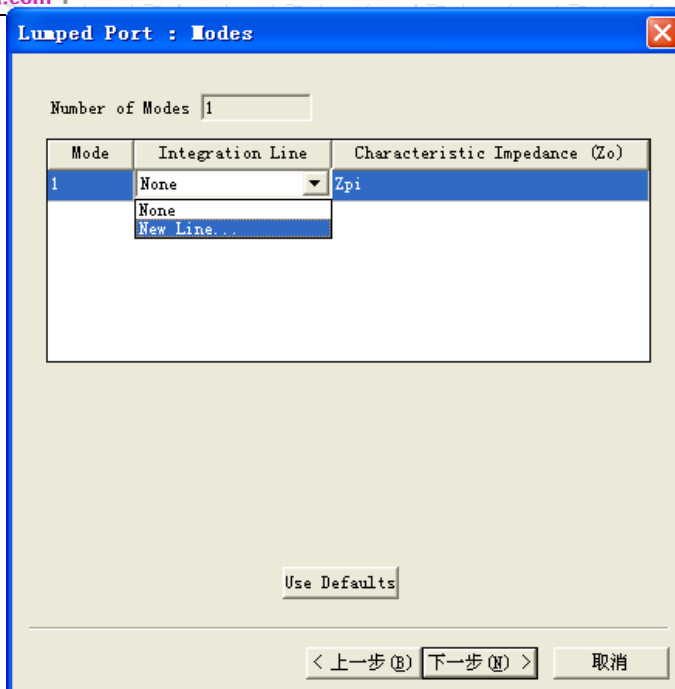 Lumped Port : Modes
Number of Modes 1
Mode Integration Line Characteristic Impedance (Zo)
1 None Zpi
None
New Line...
Use Defaults
< 上一步(B) 下一步(N) > 取消